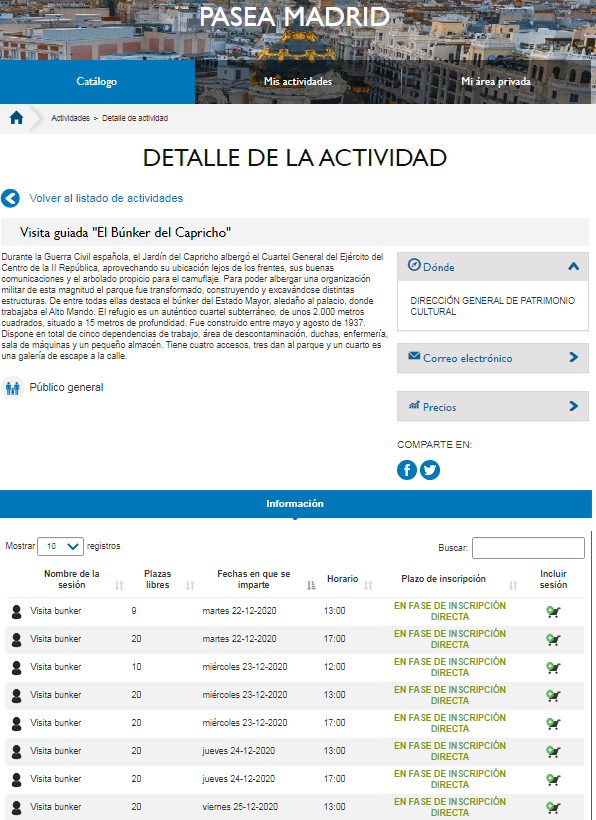 PASEA MADRID
Catálogo
Mis actividades
Mi área privada
Actividades > Detalle de actividad
DETALLE DE LA ACTIVIDAD
Volver al listado de actividades
Visita guiada "El Búnker del Capricho"
Durante la Guerra Civil española, el Jardín del Capricho albergó el Cuartel General del Ejército del
Centro de la II República, aprovechando su ubicación lejos de los frentes, sus buenas
comunicaciones y el arbolado propicio para el camuflaje. Para poder albergar una organización
militar de esta magnitud el parque fue transformado, construyendo y excavándose distintas
estructuras. De entre todas ellas destaca el búnker del Estado Mayor, aledaño al palacio, donde
trabajaba el Alto Mando. El refugio es un auténtico cuartel subterráneo, de unos 2.000 metros
cuadrados, situado a 15 metros de profundidad. Fue construido entre mayo y agosto de 1937.
Dispone en total de cinco dependencias de trabajo, área de descontaminación, duchas, enfermería,
sala de máquinas y un pequeño almacén. Tiene cuatro accesos, tres dan al parque y un cuarto es
una galería de escape a la calle.
Público general
Dónde
DIRECCIÓN GENERAL DE PATRIMONIO
CULTURAL
Correo electrónico
Precios
COMPARTE EN:
Información
Mostrar 10 registros
Buscar:
Nombre de la sesión Plazas libres Fechas en que se imparte Horario Plazo de inscripción Incluir sesión
Visita bunker 9 martes 22-12-2020 13:00 EN FASE DE INSCRIPCIÓN DIRECTA
Visita bunker 20 martes 22-12-2020 17:00 EN FASE DE INSCRIPCIÓN DIRECTA
Visita bunker 10 miércoles 23-12-2020 12:00 EN FASE DE INSCRIPCIÓN DIRECTA
Visita bunker 20 miércoles 23-12-2020 13:00 EN FASE DE INSCRIPCIÓN DIRECTA
Visita bunker 20 miércoles 23-12-2020 17:00 EN FASE DE INSCRIPCIÓN DIRECTA
Visita bunker 20 jueves 24-12-2020 13:00 EN FASE DE INSCRIPCIÓN DIRECTA
Visita bunker 20 jueves 24-12-2020 17:00 EN FASE DE INSCRIPCIÓN DIRECTA
Visita bunker 20 viernes 25-12-2020 13:00 EN FASE DE INSCRIPCIÓN DIRECTA